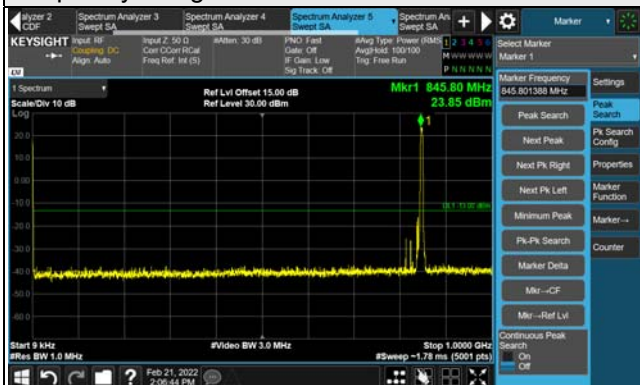 alyzer 2
CDF
Spectrum Analyzer 3
Swept SA
Spectrum Analyzer 4
Swept SA
Spectrum Analyzer 5
Swept SA
Spectrum An
Swept SA
Marker
KEYSIGHT
Input: RF
Coupling: DC
Align: Auto
Input Z: 50 Ω
Corr CCorr RCal
Freq Ref: Int (S)
#Atten: 30 dB
PNO: Fast
Gate: Off
IF Gain: Low
Sig Track: Off
#Avg Type: Power (RMS
Avg|Hold: 100/100
Trig: Free Run
1 2 3 4 5 6
M W W W W W
P N N N N N
Select Marker
Marker 1
1 Spectrum
Scale/Div 10 dB
Ref Lvl Offset 15.00 dB
Ref Level 30.00 dBm
Mkr1 845.80 MHz
23.85 dBm
Log
1
20.0
10.0
0.00
-10.0
DL1 -13.00 dBm
-20.0
-30.0
-40.0
-50.0
-60.0
Start 9 kHz
#Res BW 1.0 MHz
#Video BW 3.0 MHz
Stop 1.0000 GHz
#Sweep ~1.78 ms (5001 pts)
Marker Frequency
845.801388 MHz
Peak Search
Next Peak
Next Pk Right
Next Pk Left
Minimum Peak
Pk-Pk Search
Marker Delta
Mkr→CF
Mkr→Ref Lvl
Continuous Peak
Search
On
Off
Settings
Peak
Search
Pk Search
Config
Properties
Marker
Function
Marker→
Counter
?
Feb 21, 2022
2:06:44 PM